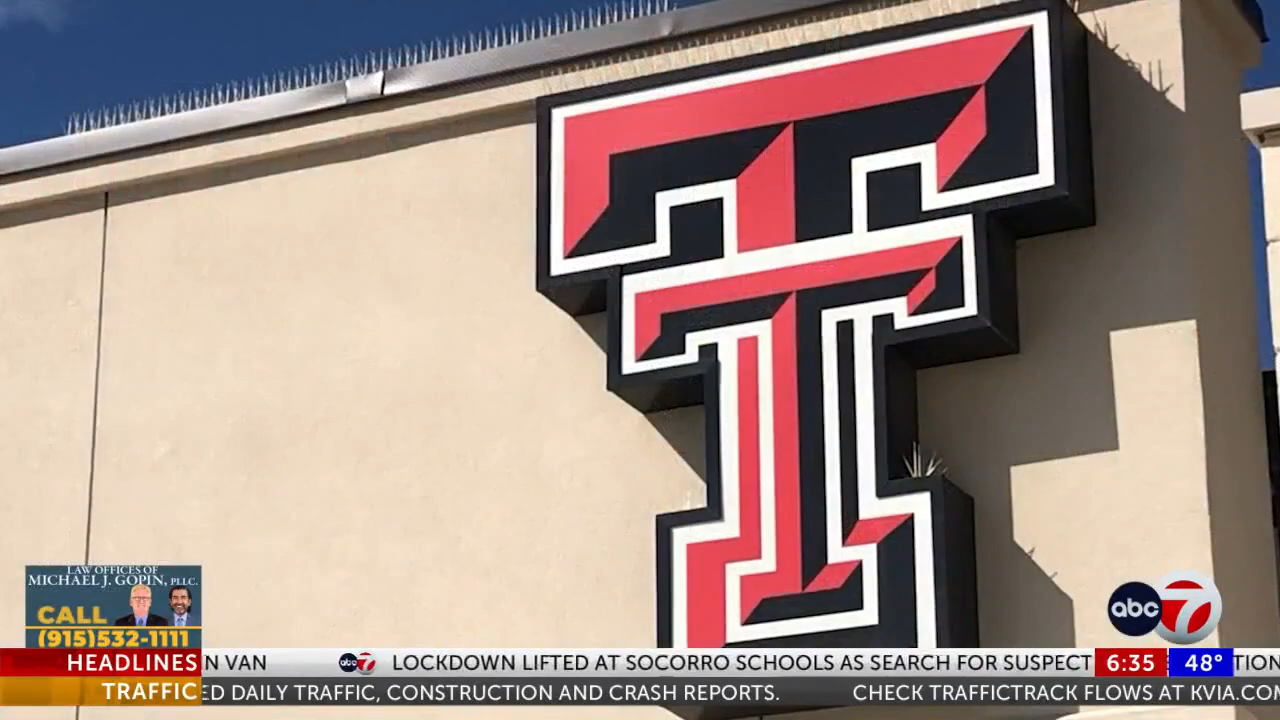 LAW OFFICES OF
MICHAEL J. GOPIN, PLLC.
CALL
(915)532-1111
abc 7
HEADLINES N VAN abc 7 LOCKDOWN LIFTED AT SOCORRO SCHOOLS AS SEARCH FOR SUSPECT 6:35 48° TION
TRAFFIC ED DAILY TRAFFIC, CONSTRUCTION AND CRASH REPORTS. CHECK TRAFFICTRACK FLOWS AT KVIA.COM